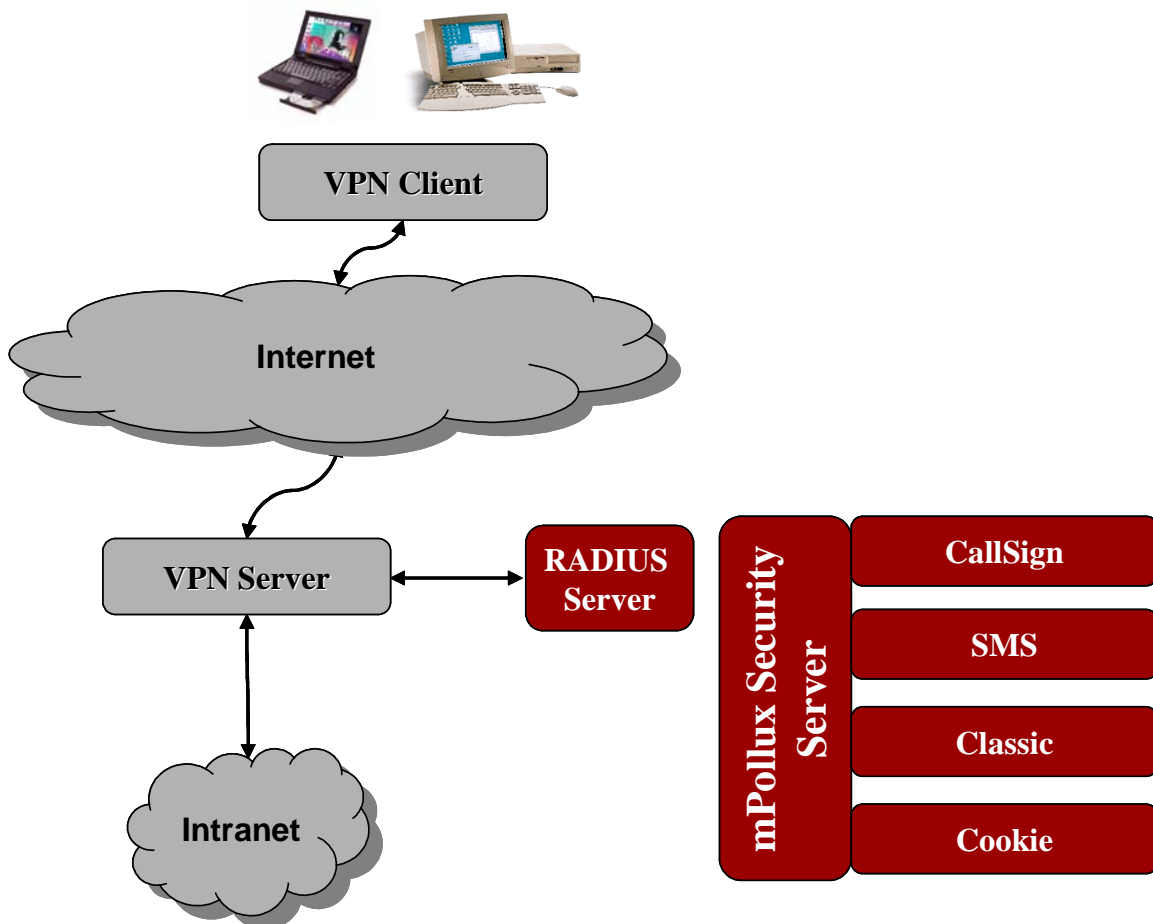 VPN Client
Internet
VPN Server
RADIUS
Server
mPollux Security
Server
CallSign
SMS
Classic
Cookie
Intranet